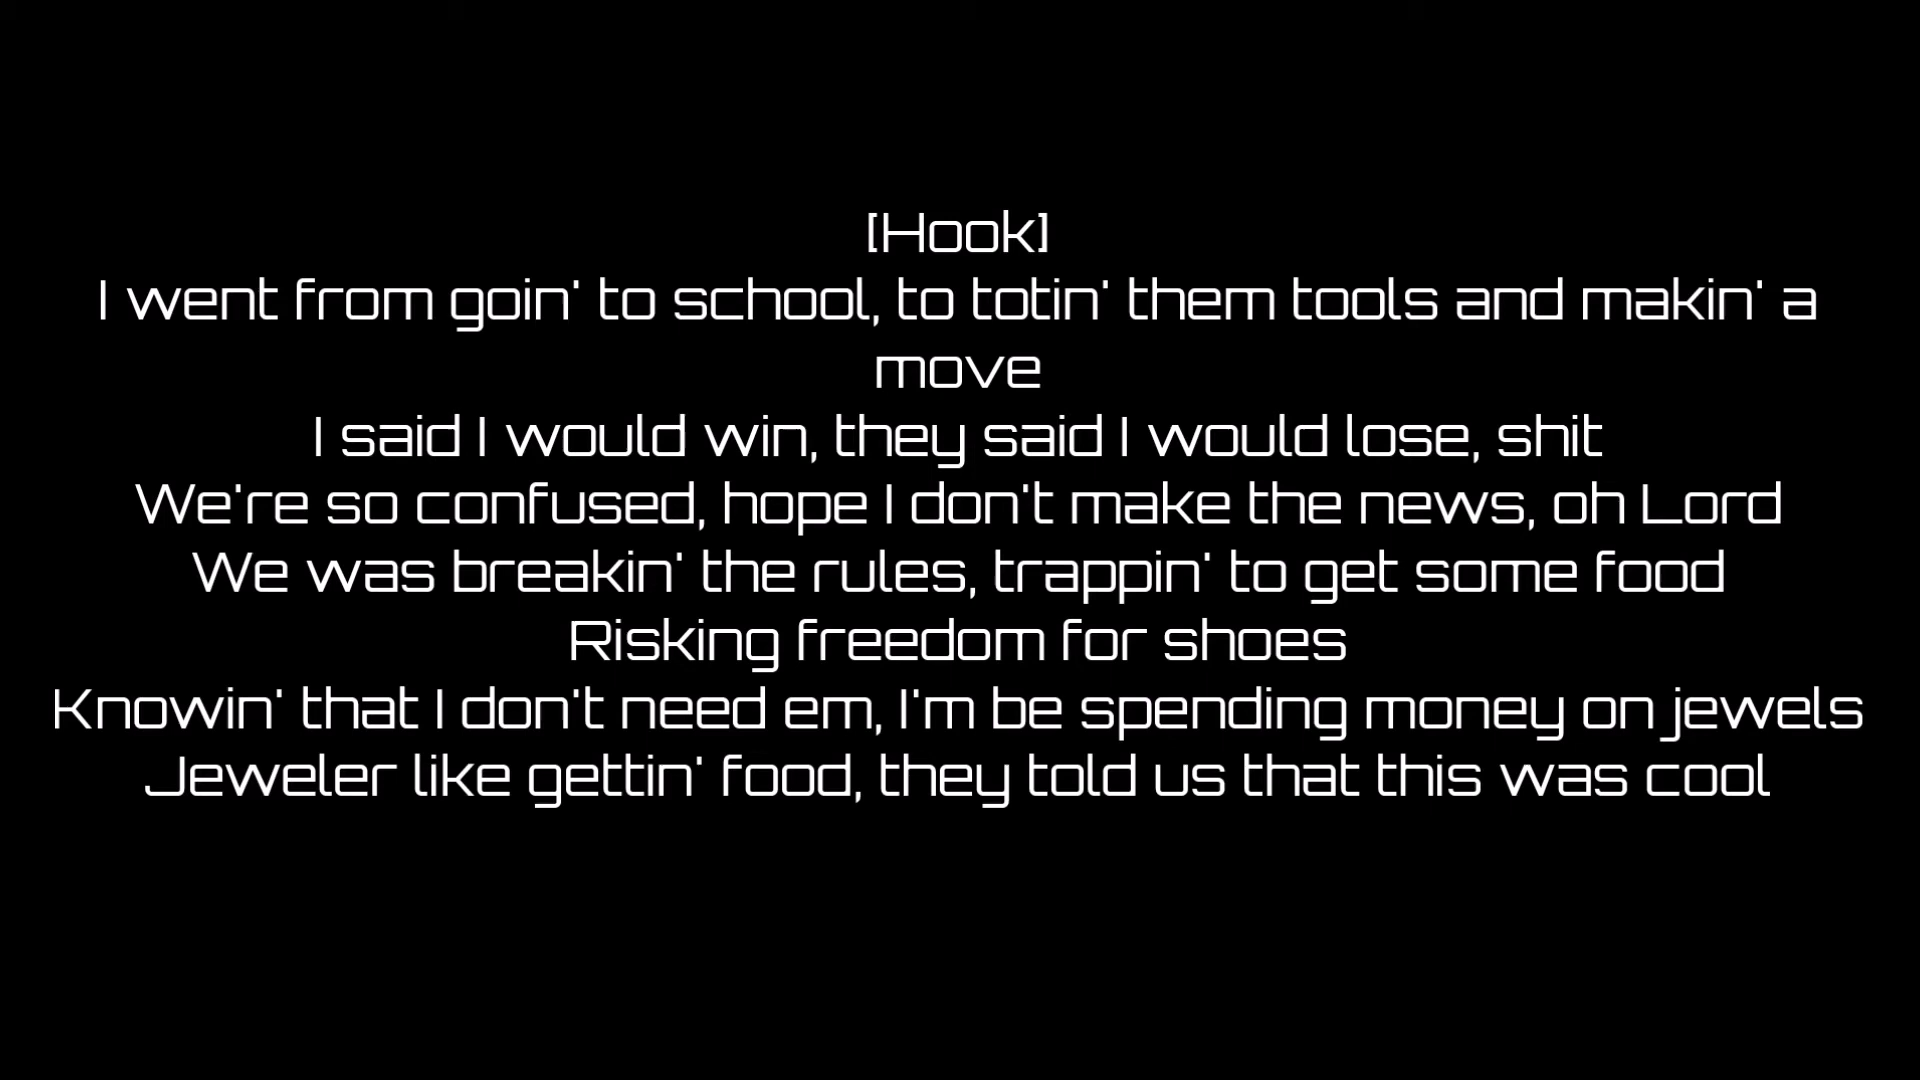 [Hook]
I went from goin' to school, to totin' them tools and makin' a
move
I said I would win, they said I would lose, shit
We're so confused, hope I don't make the news, oh Lord
We was breakin' the rules, trappin' to get some food
Risking freedom for shoes
Knowin' that I don't need em, I'm be spending money on jewels
Jeweler like gettin' food, they told us that this was cool